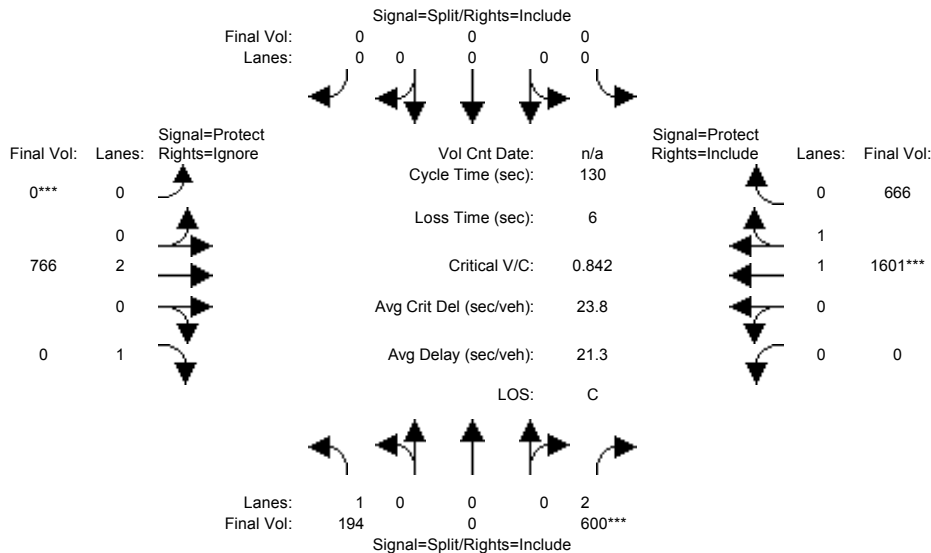 Signal=Split/Rights=Include
Final Vol: 0 0 0
Lanes: 0 0 0 0 0
Signal=Protect Signal=Protect
Final Vol: Lanes: Rights=Ignore Vol Cnt Date: n/a Rights=Include Lanes: Final Vol:
Cycle Time (sec): 130
0*** 0 0 666
Loss Time (sec): 6
0 1
766 2 Critical V/C: 0.842 1 1601***
0 Avg Crit Del (sec/veh): 23.8 0
0 1 Avg Delay (sec/veh): 21.3 0 0
LOS: C
Lanes: 1 0 0 0 2
Final Vol: 194 0 600***
Signal=Split/Rights=Include